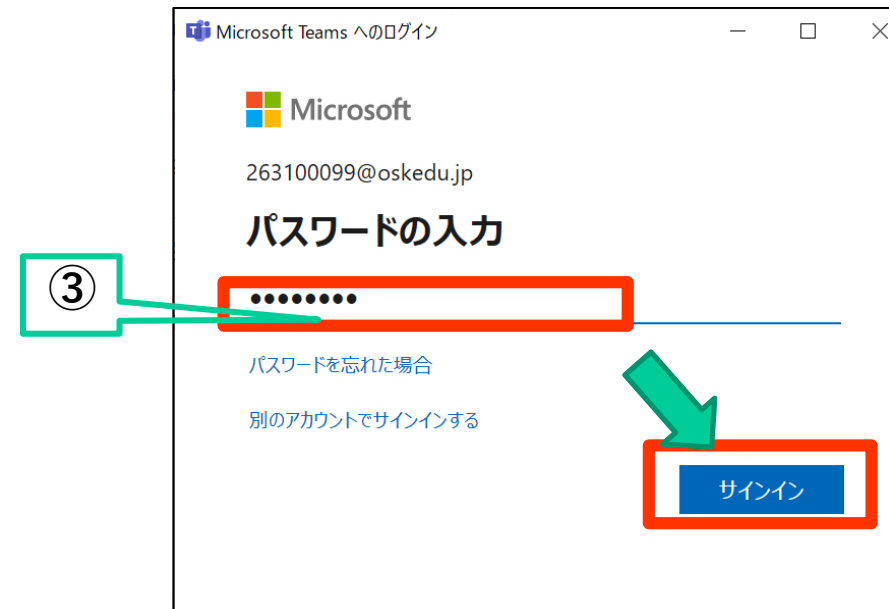 Microsoft Teams へのログイン
Microsoft
263100099@oskedu.jp
パスワードの入力
③
••••••••
パスワードを忘れた場合
別のアカウントでサインインする
サインイン